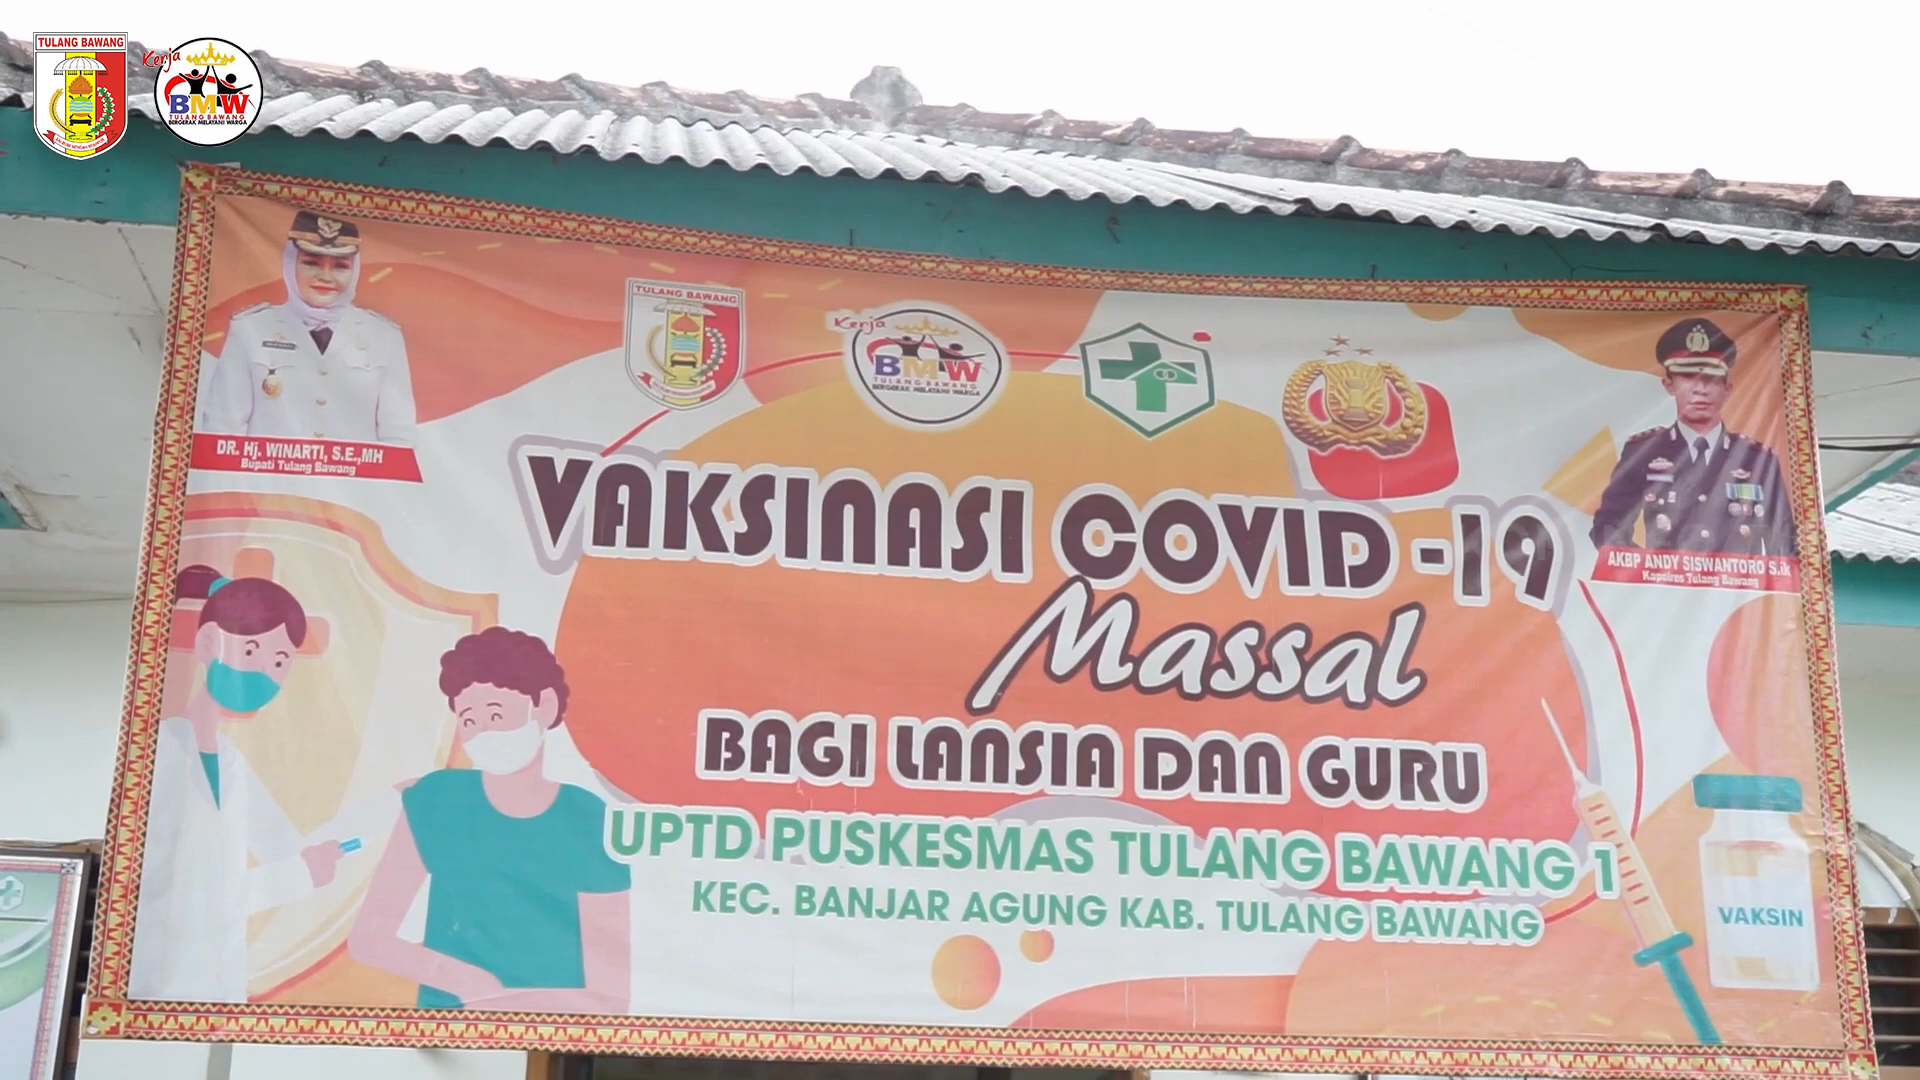 TULANG BAWANG
Kerja
BMW
TULANG BAWANG
BERGERAK MELAYANI WARGA
TULANG BAWANG
Kerja
BMW
TULANG BAWANG
BERGERAK MELAYANI WARGA
DR. Hj. WINARTI, S.E.,MH
Bupati Tulang Bawang
AKBP ANDY SISWANTORO S.ik
Kapolres Tulang Bawang
VAKSINASI COVID -19
Massal
BAGI LANSIA DAN GURU
UPTD PUSKESMAS TULANG BAWANG 1
KEC. BANJAR AGUNG KAB. TULANG BAWANG
VAKSIN